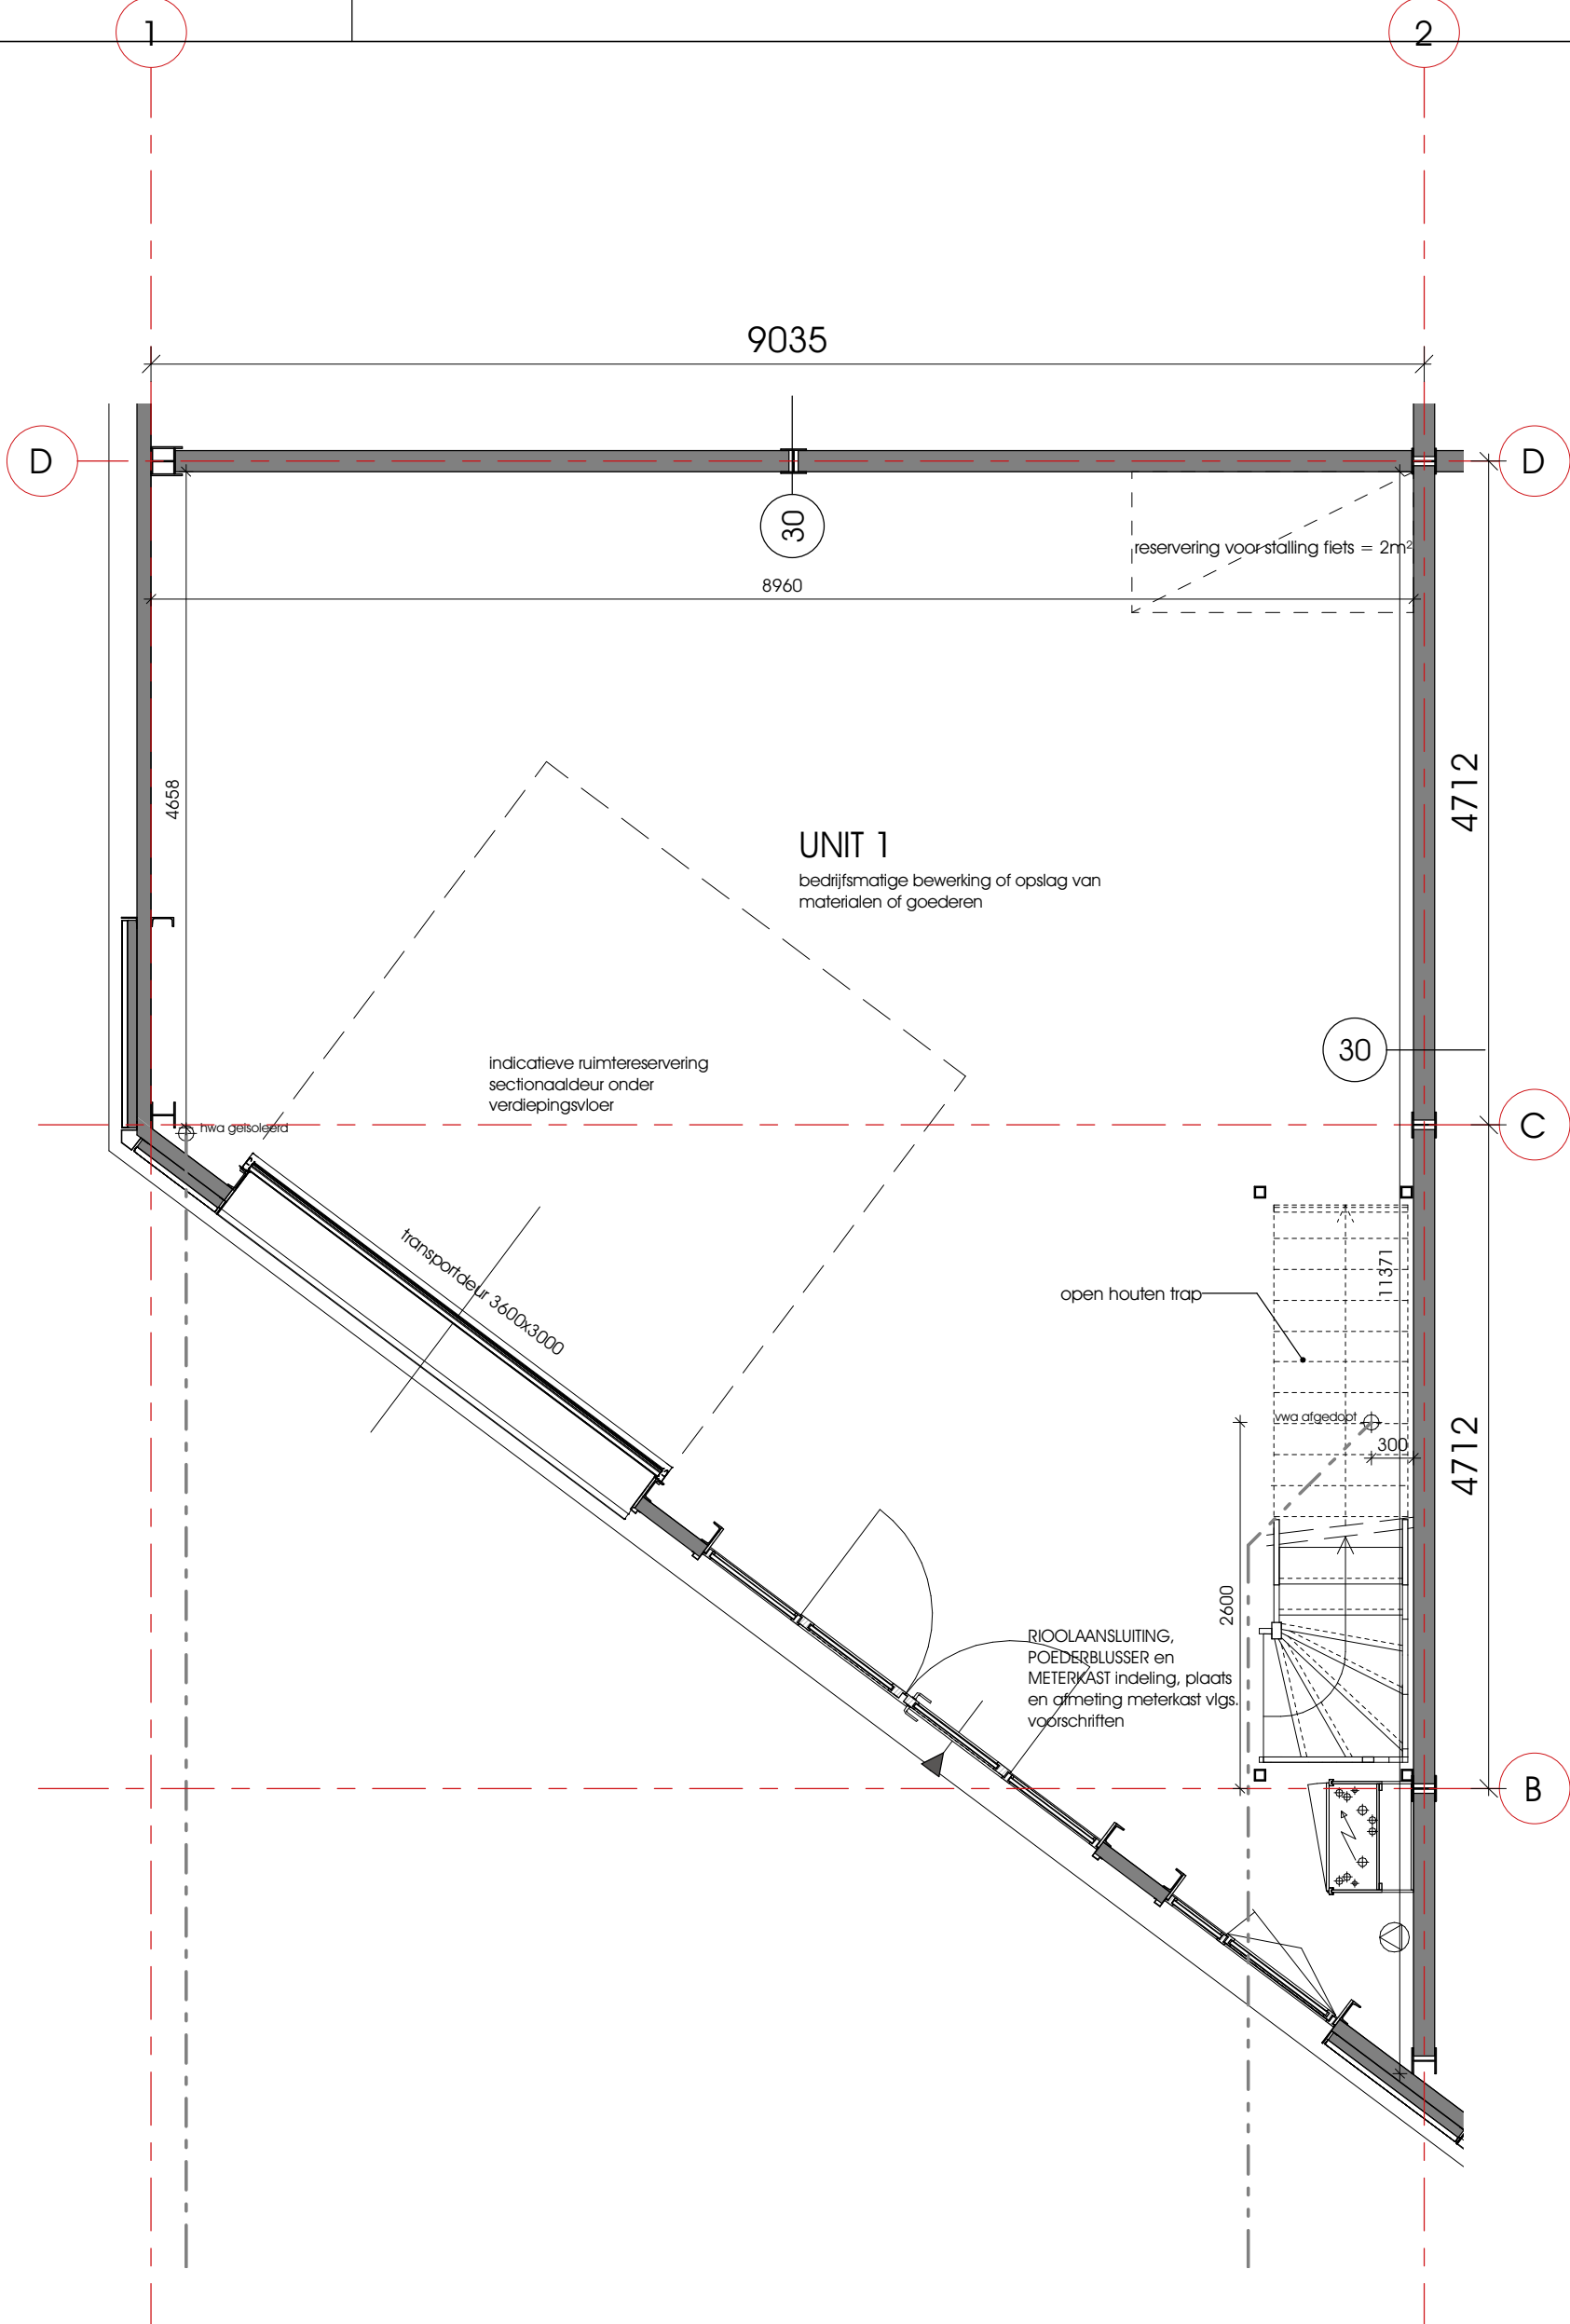 1
2
9035
D
D
30
reservering voor stalling fiets = 2m²
8960
4658
4712
UNIT 1
bedrijfsmatige bewerking of opslag van
materialen of goederen
30
indicatieve ruimtereservering
sectionaaldeur onder
verdiepingsvloer
hwa geïsoleerd
C
transportdeur 3600x3000
11371
open houten trap
vwa afgedopt
300
4712
2600
RIOOLAANSLUITING,
POEDERBLUSSER en
METERKAST indeling, plaats
en afmeting meterkast vlgs.
voorschriften
B